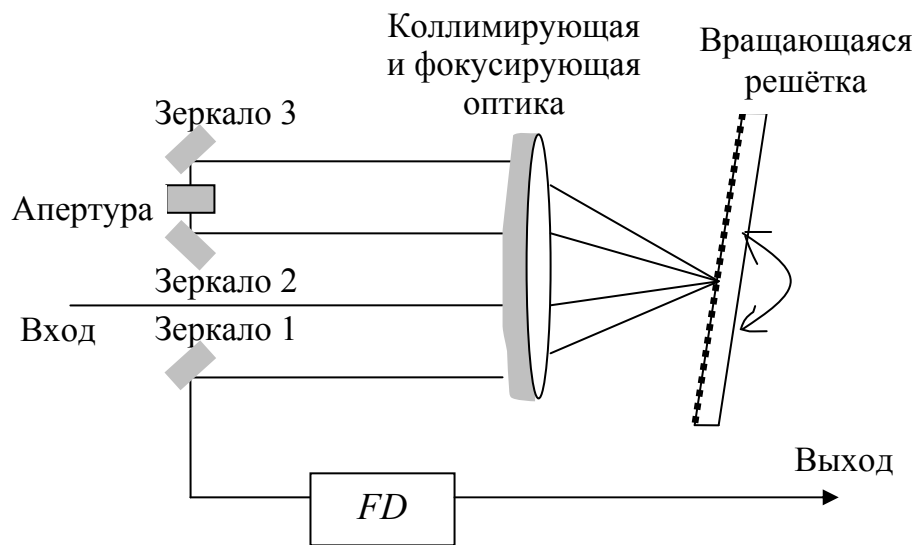 Коллимирующая
и фокусирующая
оптика
Вращающаяся
решётка
Зеркало 3
Апертура
Зеркало 2
Вход
Зеркало 1
Выход
FD